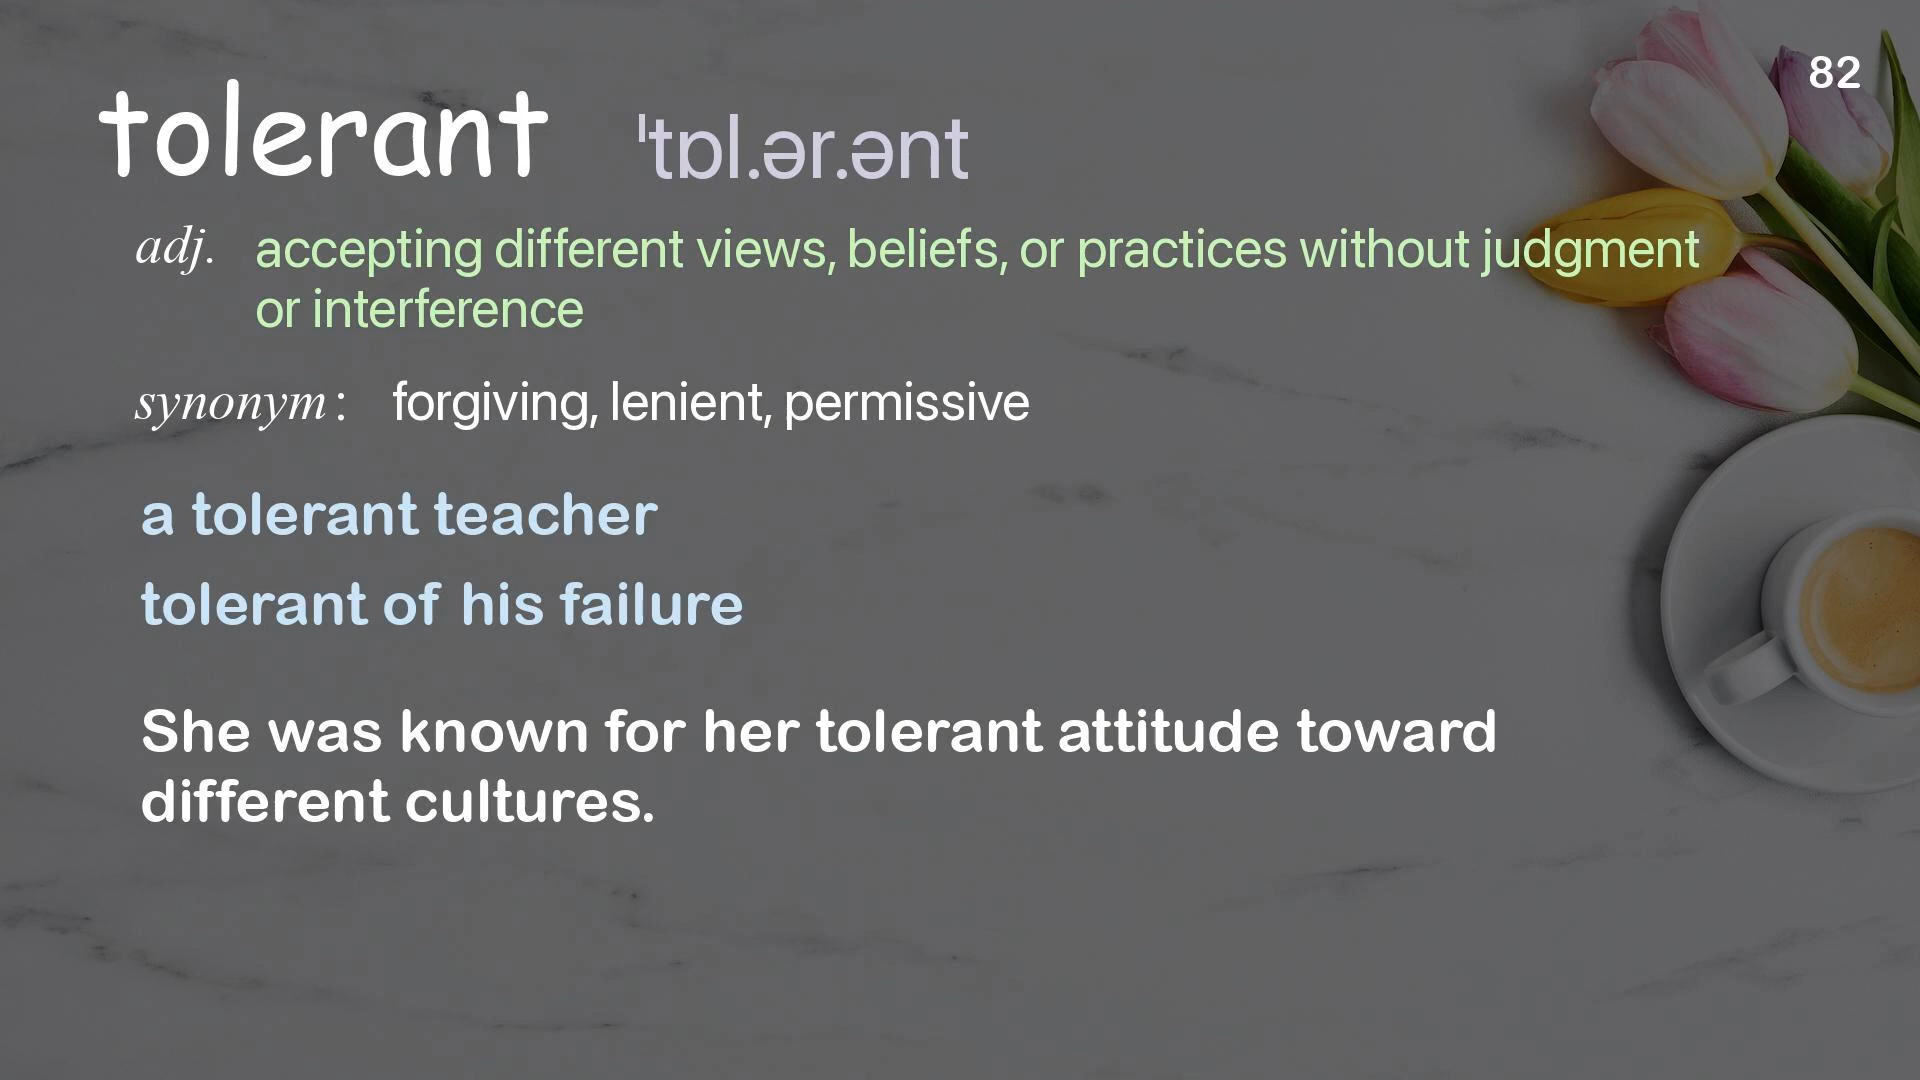 82
tolerant ˈtɒl.ər.ənt
adj. accepting different views, beliefs, or practices without judgment
or interference
synonym : forgiving, lenient, permissive
a tolerant teacher
tolerant of his failure
She was known for her tolerant attitude toward
different cultures.